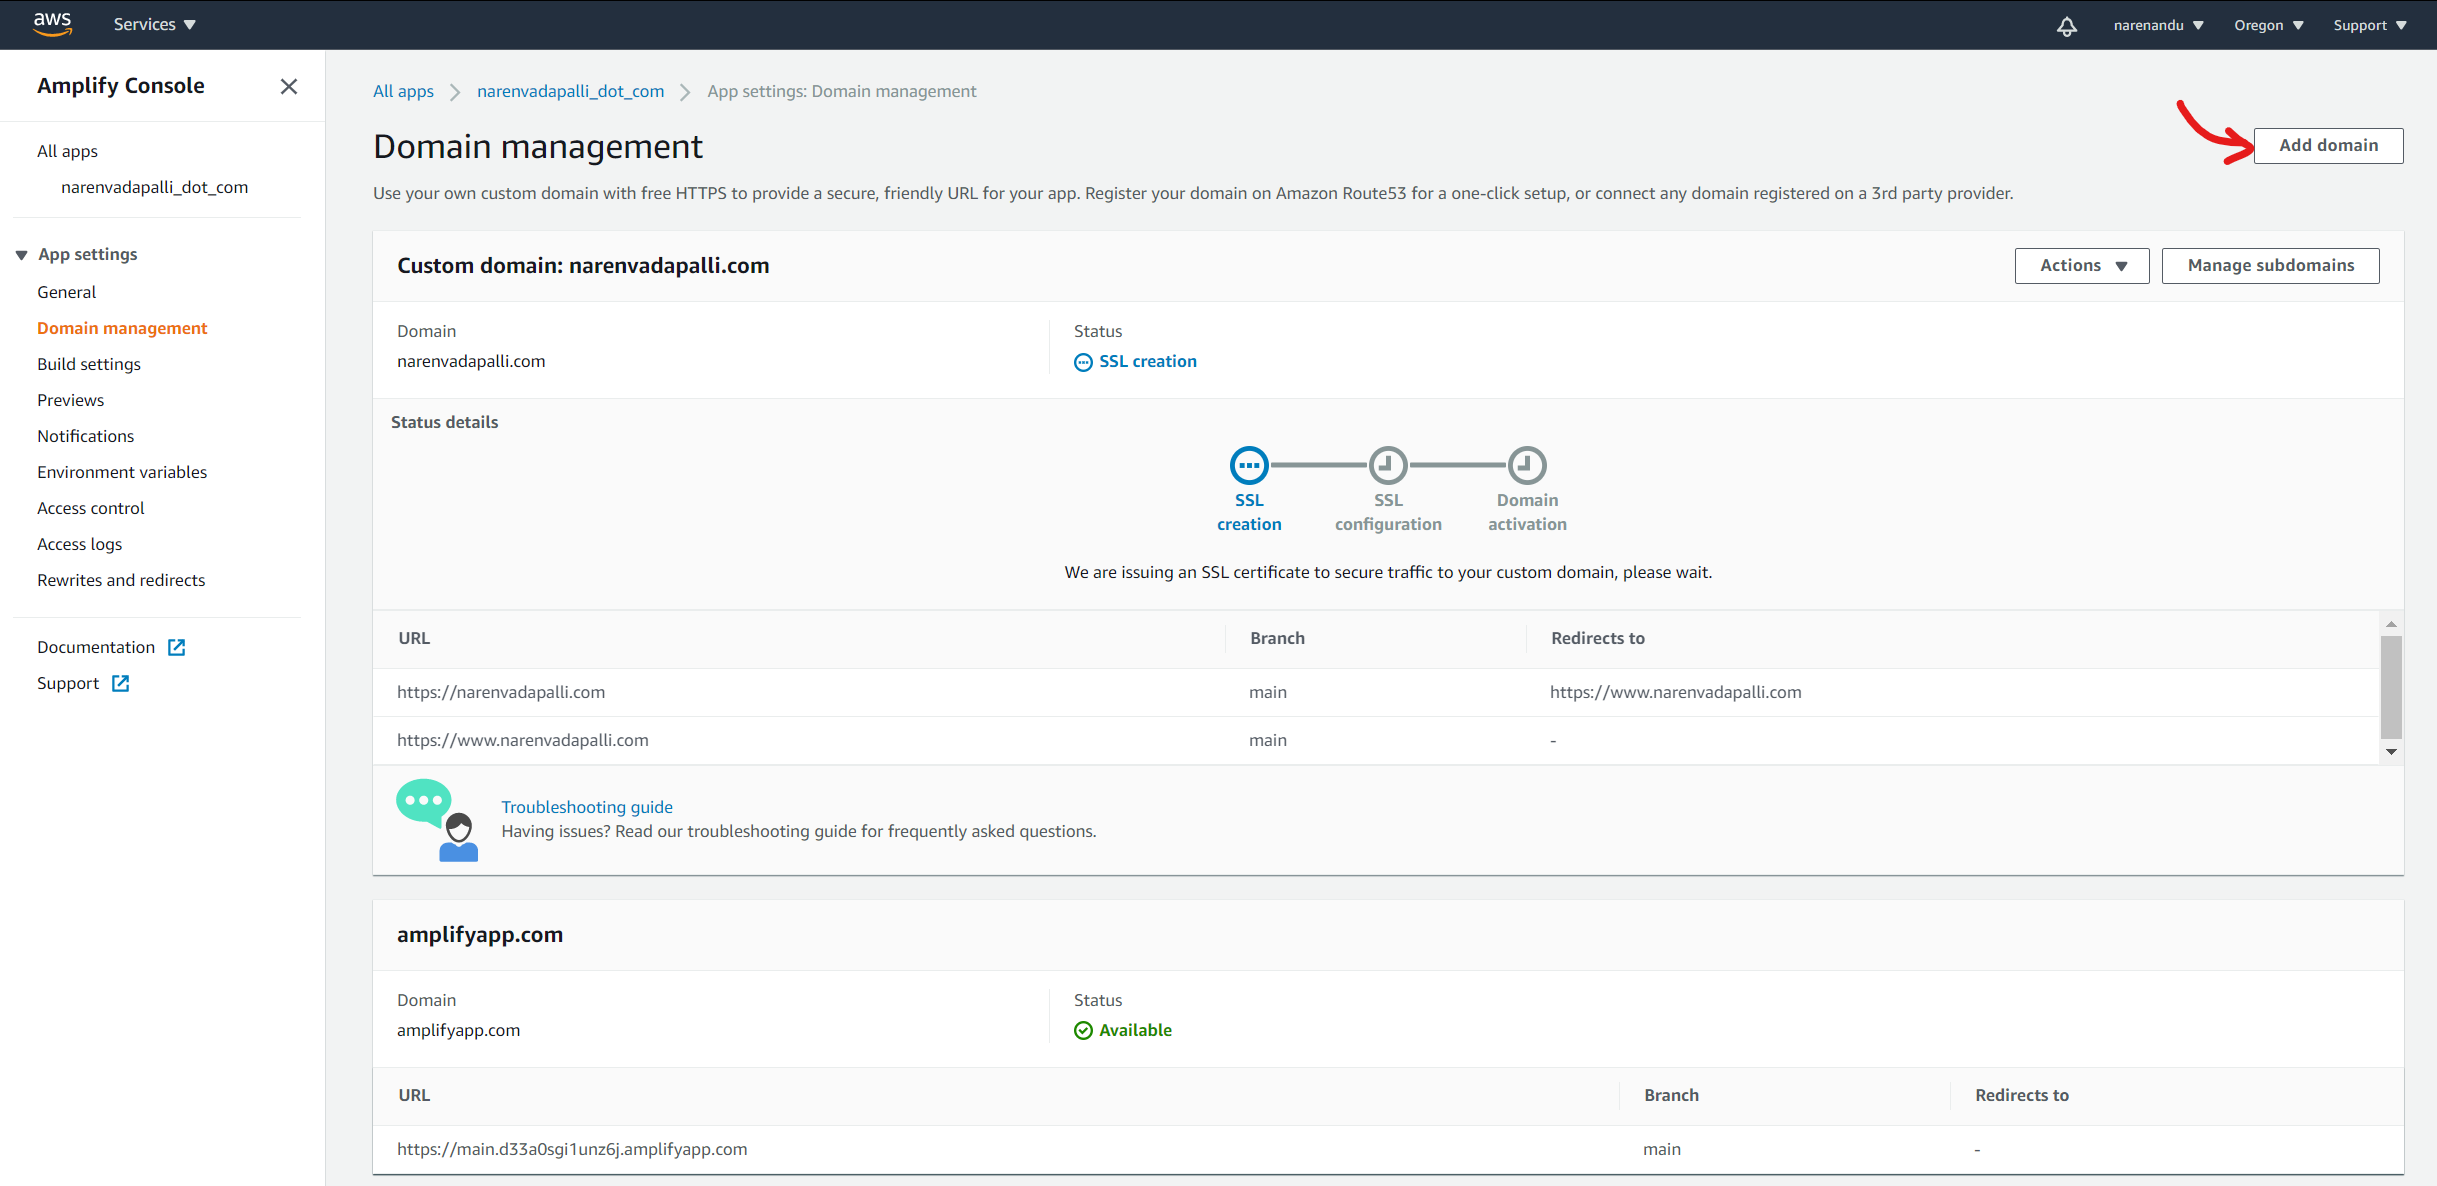 aws Services narenandu Oregon Support
Amplify Console
All apps
narenvadapalli_dot_com
App settings
General
Domain management
Build settings
Previews
Notifications
Environment variables
Access control
Access logs
Rewrites and redirects
Documentation
Support
All apps narenvadapalli_dot_com App settings: Domain management
Domain management
Add domain
Use your own custom domain with free HTTPS to provide a secure, friendly URL for your app. Register your domain on Amazon Route53 for a one-click setup, or connect any domain registered on a 3rd party provider.
Custom domain: narenvadapalli.com
Actions Manage subdomains
Domain
narenvadapalli.com
Status
SSL creation
Status details
SSL
creation
SSL
configuration
Domain
activation
We are issuing an SSL certificate to secure traffic to your custom domain, please wait.
URL Branch Redirects to
https://narenvadapalli.com main https://www.narenvadapalli.com
https://www.narenvadapalli.com main -
Troubleshooting guide
Having issues? Read our troubleshooting guide for frequently asked questions.
amplifyapp.com
Domain
amplifyapp.com
Status
Available
URL Branch Redirects to
https://main.d33a0sgi1unz6j.amplifyapp.com main -